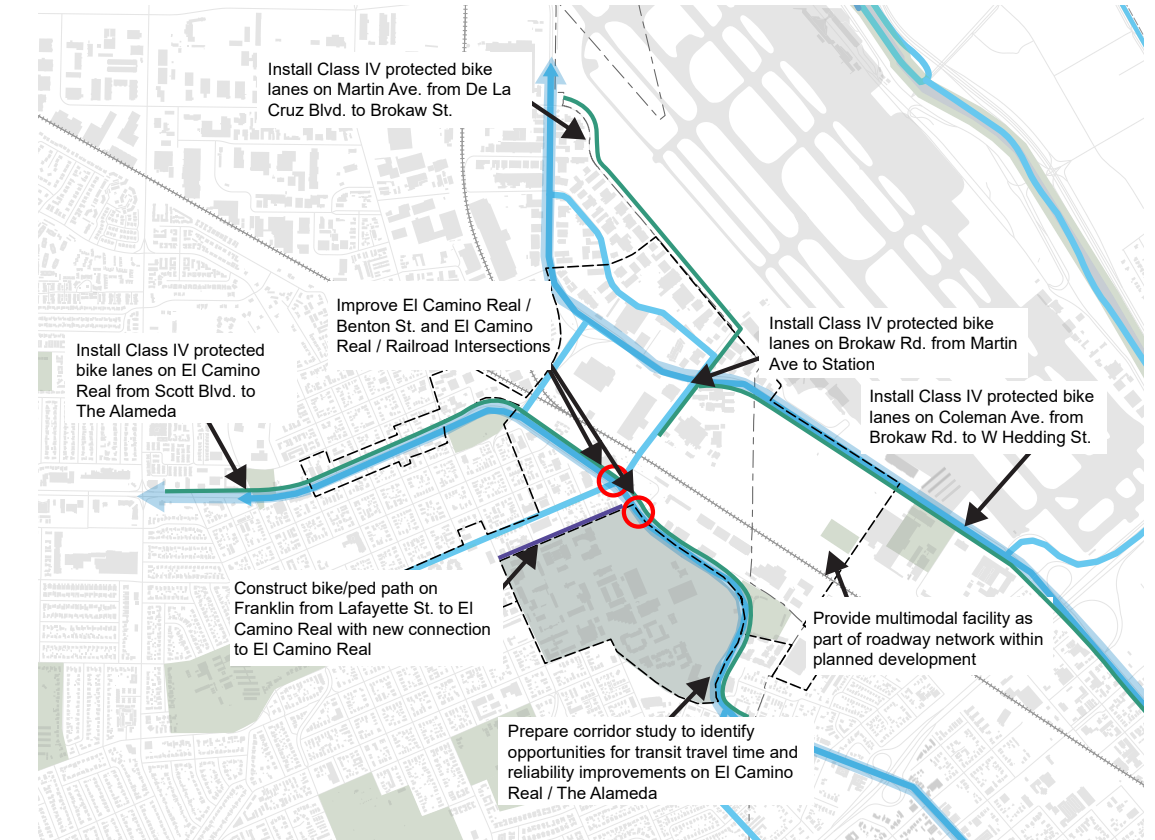 Install Class IV protected bike
lanes on Martin Ave. from De La
Cruz Blvd. to Brokaw St.
Improve El Camino Real /
Benton St. and El Camino
Real / Railroad Intersections
Install Class IV protected bike
lanes on Brokaw Rd. from Martin
Ave to Station
Install Class IV protected
bike lanes on El Camino
Real from Scott Blvd. to
The Alameda
Install Class IV protected bike
lanes on Coleman Ave. from
Brokaw Rd. to W Hedding St.
Construct bike/ped path on
Franklin from Lafayette St. to El
Camino Real with new connection
to El Camino Real
Provide multimodal facility as
part of roadway network within
planned development
Prepare corridor study to identify
opportunities for transit travel time and
reliability improvements on El Camino
Real / The Alameda